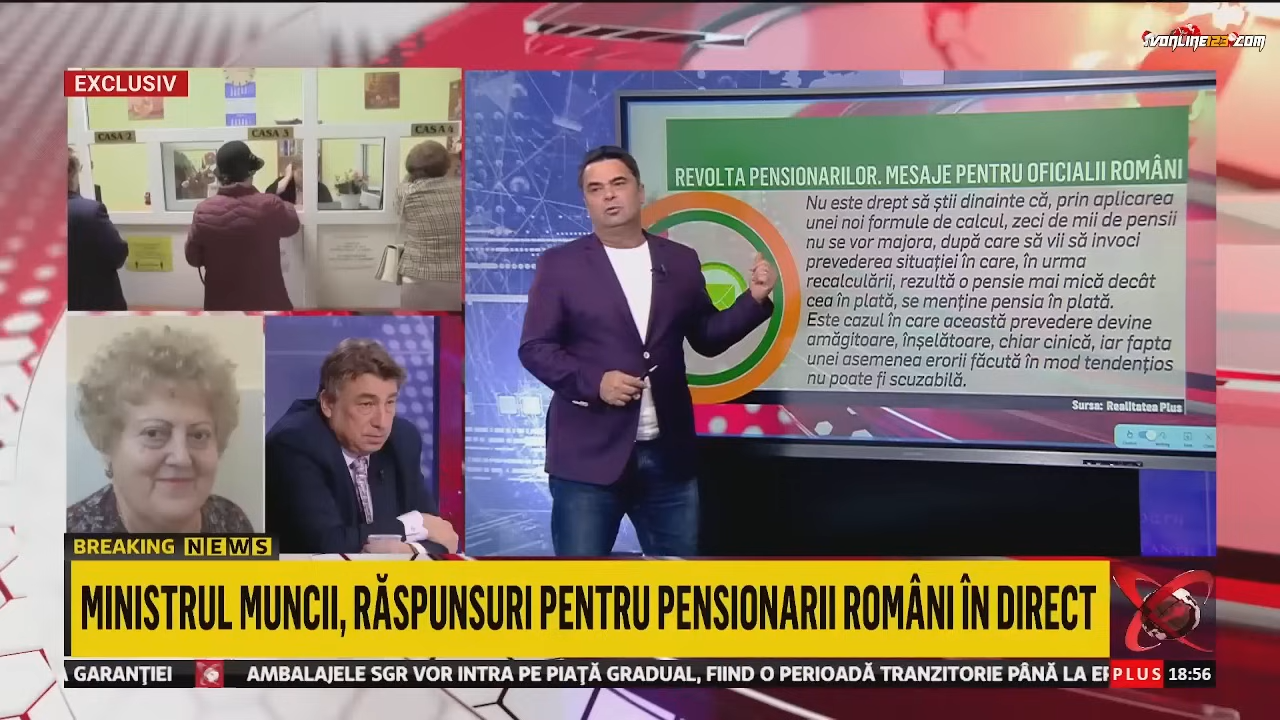 TVONLINE123.COM
EXCLUSIV
CASA 2
CASA 3
CASA 4
REVOLTA PENSIONARILOR. MESAJE PENTRU OFICIALII ROMÂNI
Nu este drept să știi dinainte că, prin aplicarea
unei noi formule de calcul, zeci de mii de pensii
nu se vor majora, după care să vii să invoci
prevederea situației în care, în urma
recalculării, rezultă o pensie mai mică decât
cea în plată, se menține pensia în plată.
Este cazul în care această prevedere devine
amăgitoare, înșelătoare, chiar cinică, iar fapta
unei asemenea erorii făcută în mod tendențios
nu poate fi scuzabilă.
Sursa: Realitatea Plus
BREAKING NEWS
MINISTRUL MUNCII, RĂSPUNSURI PENTRU PENSIONARII ROMÂNI ÎN DIRECT
A GARANȚIEI AMBALAJELE SGR VOR INTRA PE PIAȚĂ GRADUAL, FIIND O PERIOADĂ TRANZITORIE PÂNĂ LA
PLUS 18:56